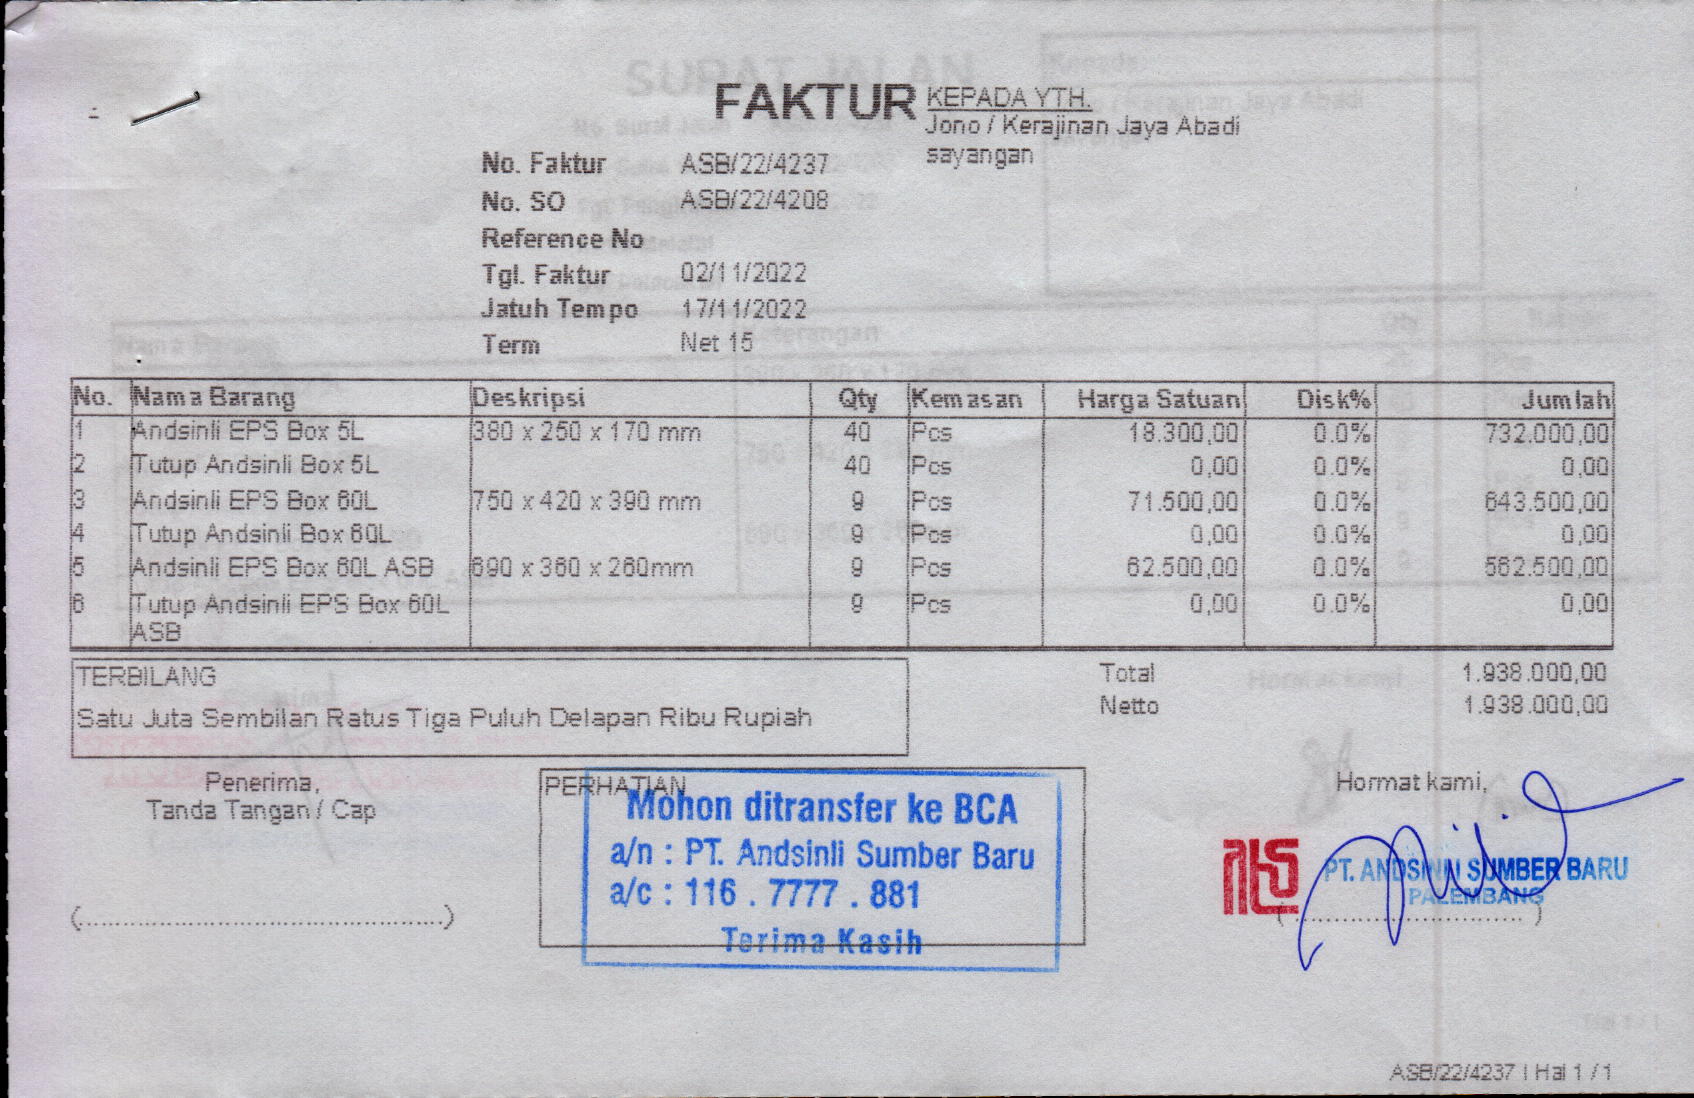 FAKTUR
KEPADA YTH.
Jono / Kerajinan Jaya Abadi
sayangan
No. Faktur ASB/22/4237
No. SO ASB/22/4208
Reference No
Tgl. Faktur 02/11/2022
Jatuh Tempo 17/11/2022
Term Net 15
No. Nama Barang Deskripsi Qty Kemasan Harga Satuan Disk% Jumlah
1 Andsinli EPS Box 5L 380 x 250 x 170 mm 40 Pcs 18.300,00 0.0% 732.000,00
2 Tutup Andsinli Box 5L 40 Pcs 0,00 0.0% 0,00
3 Andsinli EPS Box 60L 750 x 420 x 390 mm 9 Pcs 71.500,00 0.0% 643.500,00
4 Tutup Andsinli Box 60L 9 Pcs 0,00 0.0% 0,00
5 Andsinli EPS Box 60L ASB 690 x 360 x 260mm 9 Pcs 62.500,00 0.0% 562.500,00
6 Tutup Andsinli EPS Box 60L 9 Pcs 0,00 0.0% 0,00
ASB
TERBILANG
Satu Juta Sembilan Ratus Tiga Puluh Delapan Ribu Rupiah
Total 1.938.000,00
Netto 1.938.000,00
Penerima,
Tanda Tangan / Cap
(.............................................)
PERHATIAN
Mohon ditransfer ke BCA
a/n : PT. Andsinli Sumber Baru
a/c : 116 . 7777 . 881
Terima Kasih
Hormat kami,
PT. ANDSINLI SUMBER BARU
PALEMBANG
ASB/22/4237 | Hal 1 / 1